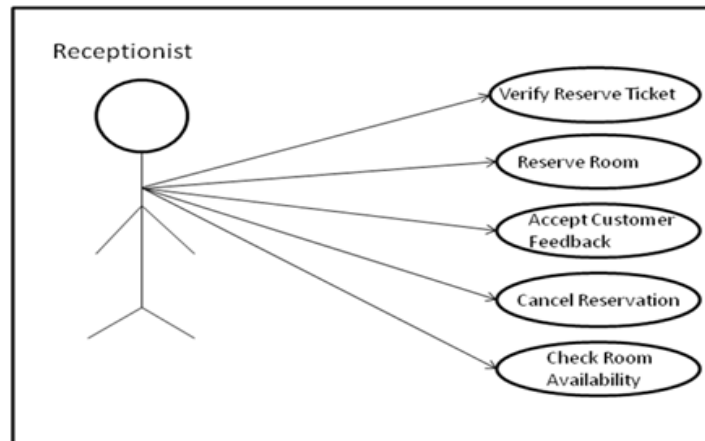 Receptionist
Verify Reserve Ticket
Reserve Room
Accept Customer
Feedback
Cancel Reservation
Check Room
Availability